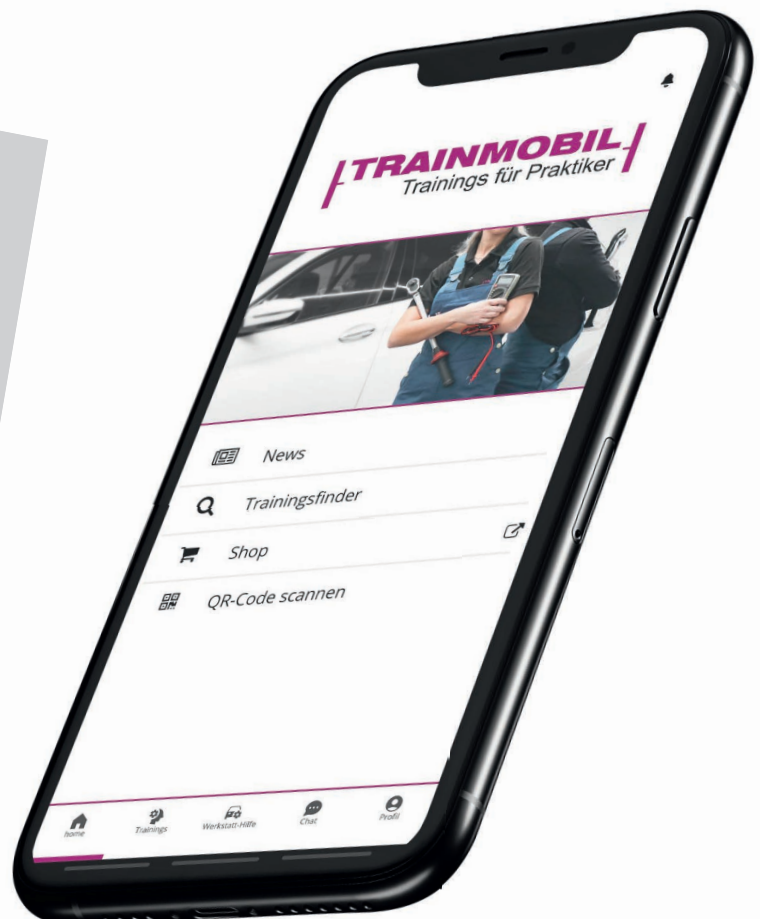 TRAINMOBIL
Trainings für Praktiker
News
Trainingsfinder
Shop
QR-Code scannen
home
Trainings
Werkstatt-Hilfe
Chat
Profil